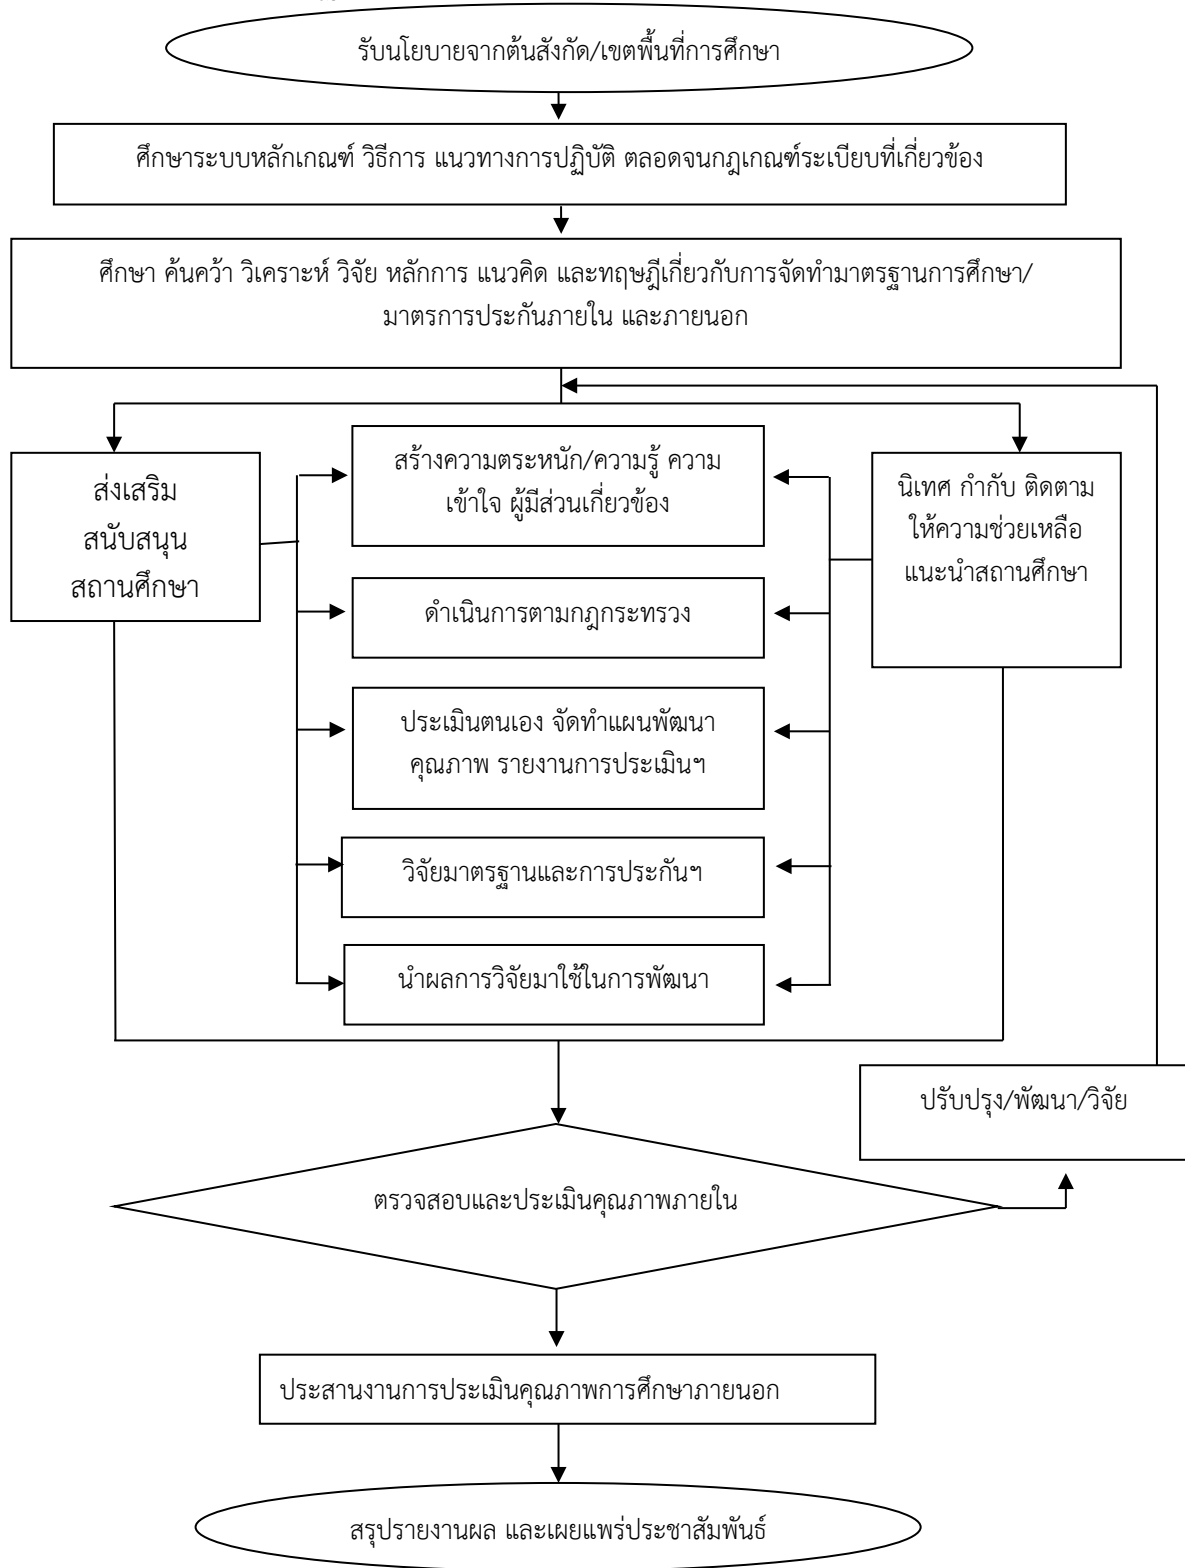 รับนโยบายจากต้นสังกัด/เขตพื้นที่การศึกษา
ศึกษาระบบหลักเกณฑ์ วิธีการ แนวทางการปฏิบัติ ตลอดจนกฎเกณฑ์ระเบียบที่เกี่ยวข้อง
ศึกษา ค้นคว้า วิเคราะห์ วิจัย หลักการ แนวคิด และทฤษฎีเกี่ยวกับการจัดทำมาตรฐานการศึกษา/
มาตรการประกันภายใน และภายนอก
ส่งเสริม
สนับสนุน
สถานศึกษา
สร้างความตระหนัก/ความรู้ ความ
เข้าใจ ผู้มีส่วนเกี่ยวข้อง
นิเทศ กำกับ ติดตาม
ให้ความช่วยเหลือ
แนะนำสถานศึกษา
ดำเนินการตามกฎกระทรวง
ประเมินตนเอง จัดทำแผนพัฒนา
คุณภาพ รายงานการประเมินฯ
วิจัยมาตรฐานและการประกันฯ
นำผลการวิจัยมาใช้ในการพัฒนา
ปรับปรุง/พัฒนา/วิจัย
ตรวจสอบและประเมินคุณภาพภายใน
ประสานงานการประเมินคุณภาพการศึกษาภายนอก
สรุปรายงานผล และเผยแพร่ประชาสัมพันธ์